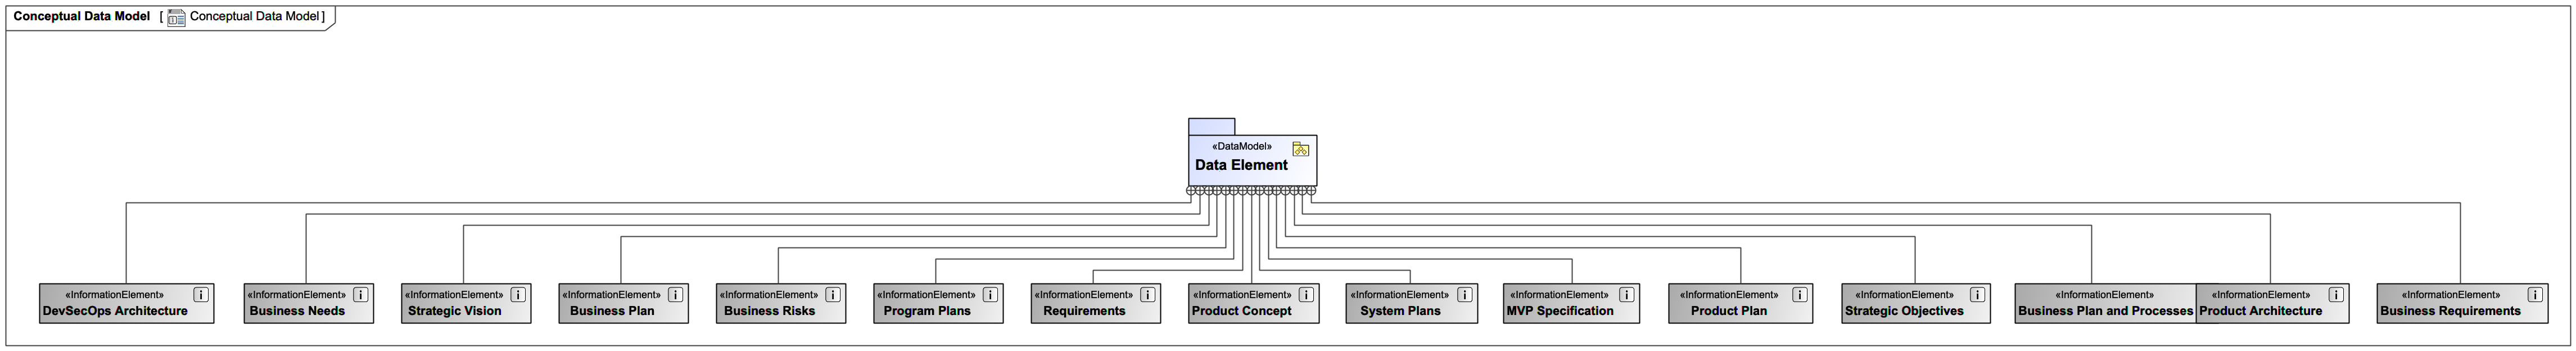 Conceptual Data Model [ Conceptual Data Model ]
«DataModel»
Data Element
«InformationElement»
DevSecOps Architecture
«InformationElement»
Business Needs
«InformationElement»
Strategic Vision
«InformationElement»
Business Plan
«InformationElement»
Business Risks
«InformationElement»
Program Plans
«InformationElement»
Requirements
«InformationElement»
Product Concept
«InformationElement»
System Plans
«InformationElement»
MVP Specification
«InformationElement»
Product Plan
«InformationElement»
Strategic Objectives
«InformationElement»
Business Plan and Processes
«InformationElement»
Product Architecture
«InformationElement»
Business Requirements